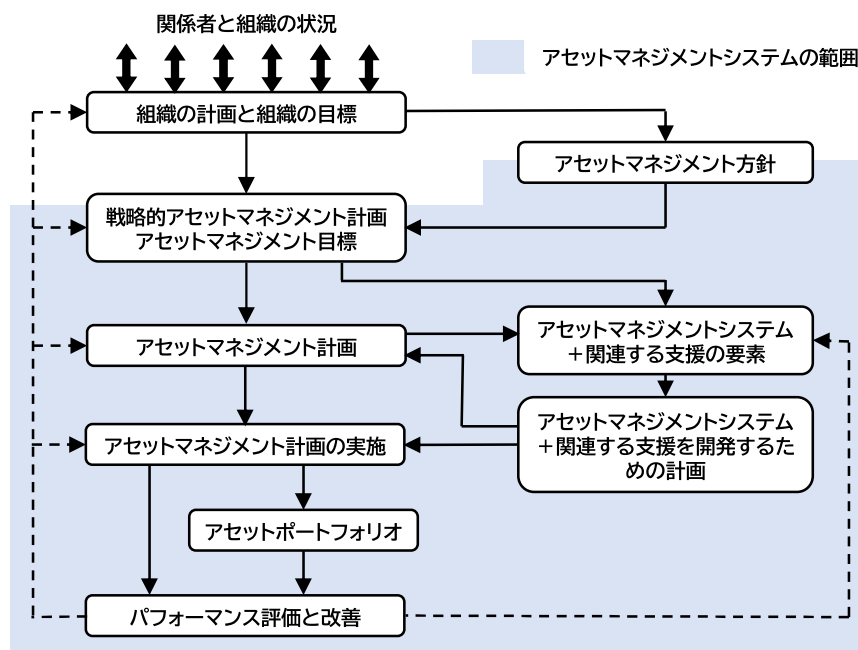 関係者と組織の状況
アセットマネジメントシステムの範囲
組織の計画と組織の目標
アセットマネジメント方針
戦略的アセットマネジメント計画
アセットマネジメント目標
アセットマネジメントシステム
＋関連する支援の要素
アセットマネジメント計画
アセットマネジメントシステム
＋関連する支援を開発するた
めの計画
アセットマネジメント計画の実施
アセットポートフォリオ
パフォーマンス評価と改善